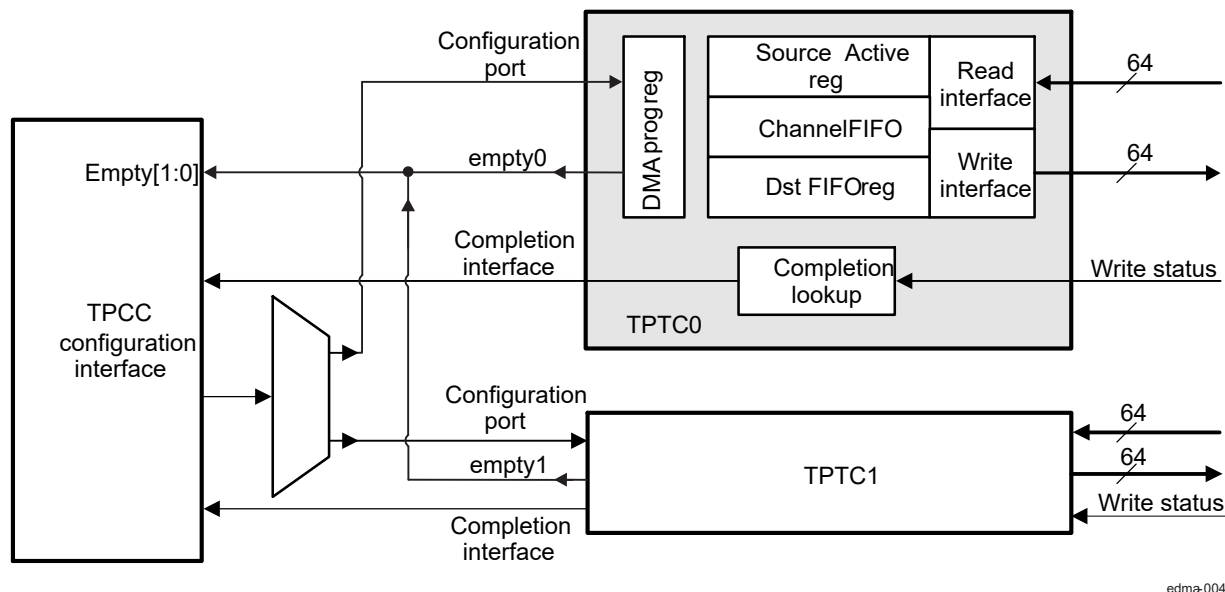 Configuration
port
Source Active
reg
Read
interface
64
DMA prog reg
ChannelFIFO
Empty[1:0]
empty0
Dst FIFOreg
Write
interface
64
Completion
interface
Completion
lookup
Write status
TPTC0
TPCC
configuration
interface
Configuration
port
64
empty1
TPTC1
64
Write status
Completion
interface
edma-004